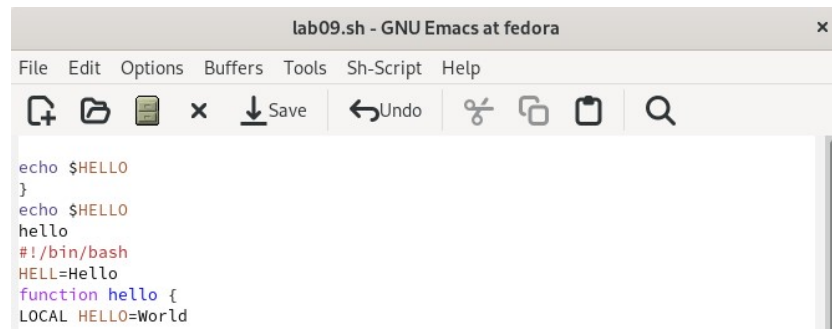 lab09.sh - GNU Emacs at fedora
File Edit Options Buffers Tools Sh-Script Help
Save Undo
echo $HELLO
}
echo $HELLO
hello
#!/bin/bash
HELL=Hello
function hello {
LOCAL HELLO=World